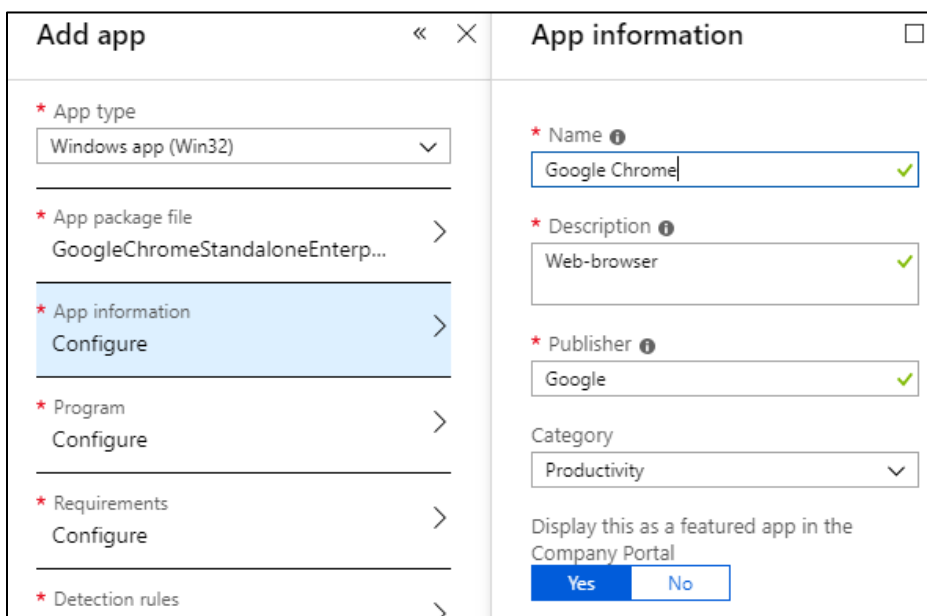 Add app
* App type
Windows app (Win32)
* App package file
GoogleChromeStandaloneEnterp...
* App information
Configure
* Program
Configure
* Requirements
Configure
* Detection rules
App information
* Name
Google Chrome
* Description
Web-browser
* Publisher
Google
Category
Productivity
Display this as a featured app in the
Company Portal
Yes No